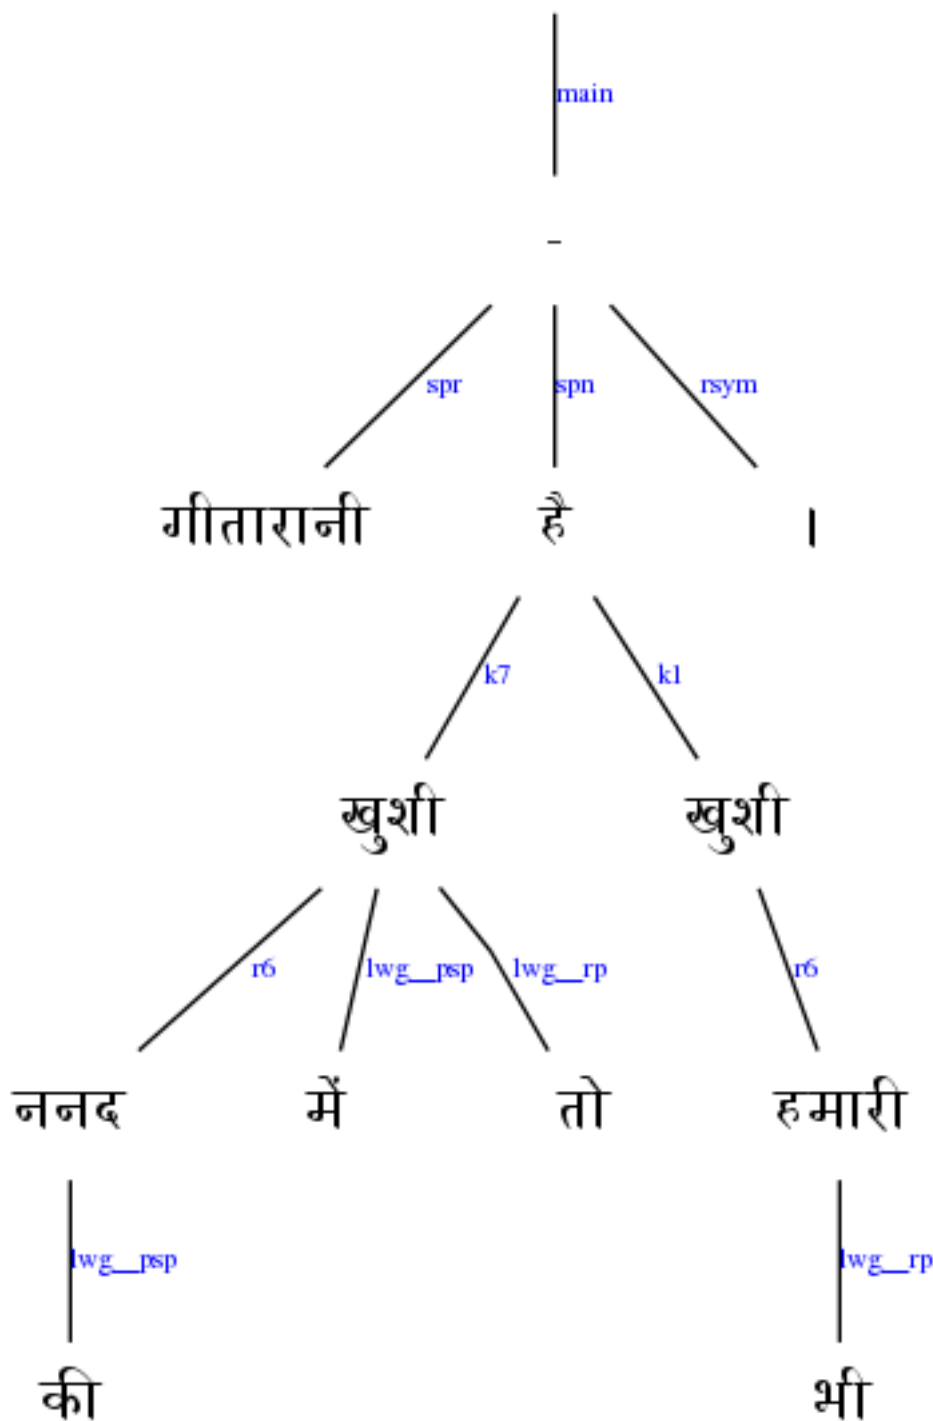 main
-
spr spn rsym
गीतारानी है ।
k7 k1
खुशी खुशी
r6 lwg__psp lwg__rp r6
ननद में तो हमारी
lwg__psp lwg__rp
की भी